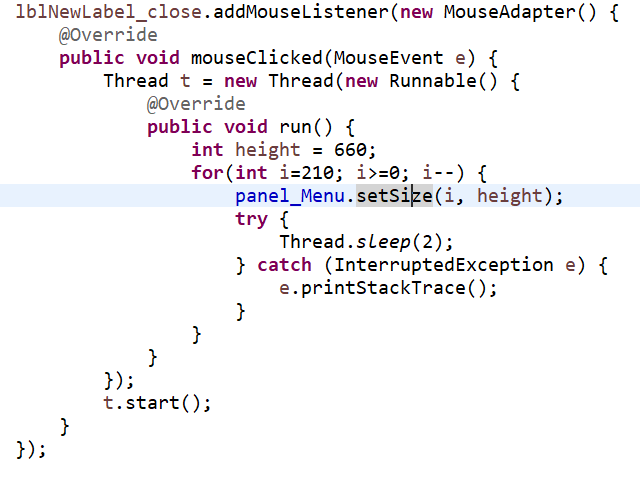 lblNewLabel_close.addMouseListener(new MouseAdapter() {
    @Override
    public void mouseClicked(MouseEvent e) {
        Thread t = new Thread(new Runnable() {
            @Override
            public void run() {
                int height = 660;
                for(int i=210; i>=0; i--) {
                    panel_Menu.setSize(i, height);
                    try {
                        Thread.sleep(2);
                    } catch (InterruptedException e) {
                        e.printStackTrace();
                    }
                }
            }
        });
        t.start();
    }
});